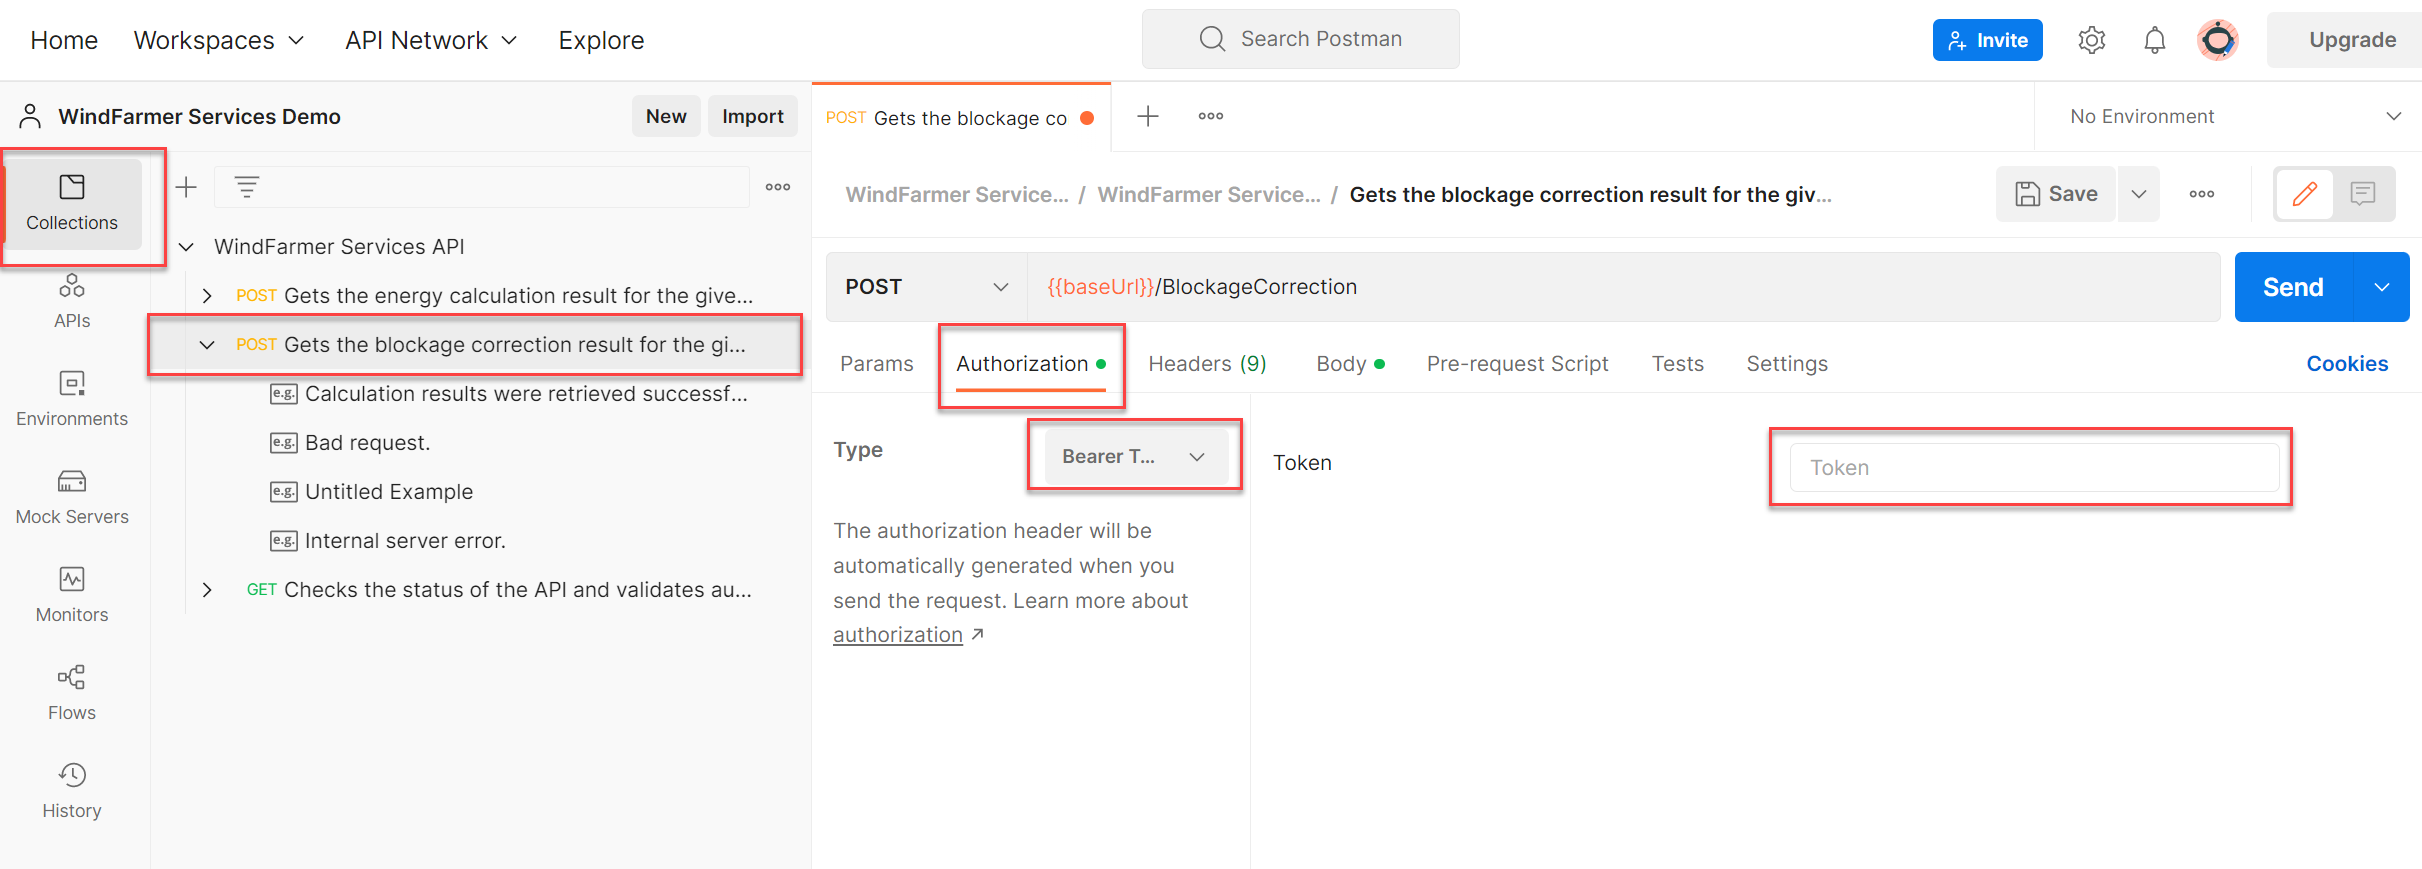 Home Workspaces API Network Explore Search Postman Invite Upgrade
WindFarmer Services Demo New Import
POST Gets the blockage co No Environment
Collections
APIs
Environments
Mock Servers
Monitors
Flows
History
WindFarmer Services API
POST Gets the energy calculation result for the give...
POST Gets the blockage correction result for the gi...
e.g. Calculation results were retrieved successf...
e.g. Bad request.
e.g. Untitled Example
e.g. Internal server error.
GET Checks the status of the API and validates au...
WindFarmer Service... / WindFarmer Service... / Gets the blockage correction result for the giv... Save
POST {{baseUrl}}/BlockageCorrection Send
Params Authorization Headers (9) Body Pre-request Script Tests Settings Cookies
Type Bearer T... Token Token
The authorization header will be
automatically generated when you
send the request. Learn more about
authorization ↗